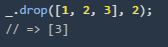 _.drop([1, 2, 3], 2);
// => [3]